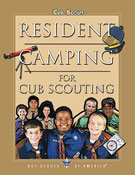 Cub Scout
RESIDENT
CAMPING
FOR
CUB SCOUTING
BOY SCOUTS OF AMERICA